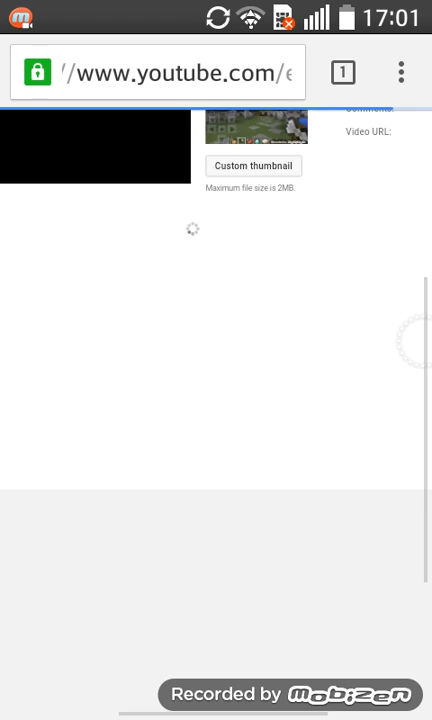 17:01
//www.youtube.com/e
1
Comments:
Video URL:
Custom thumbnail
Maximum file size is 2MB.
Recorded by mobizen